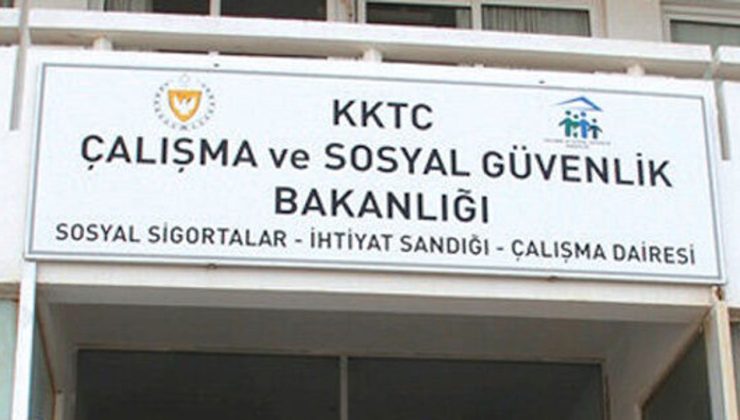 KKTC
ÇALIŞMA ve SOSYAL GÜVENLİK
BAKANLIĞI
SOSYAL SİGORTALAR - İHTİYAT SANDIĞI - ÇALIŞMA DAİRESİ